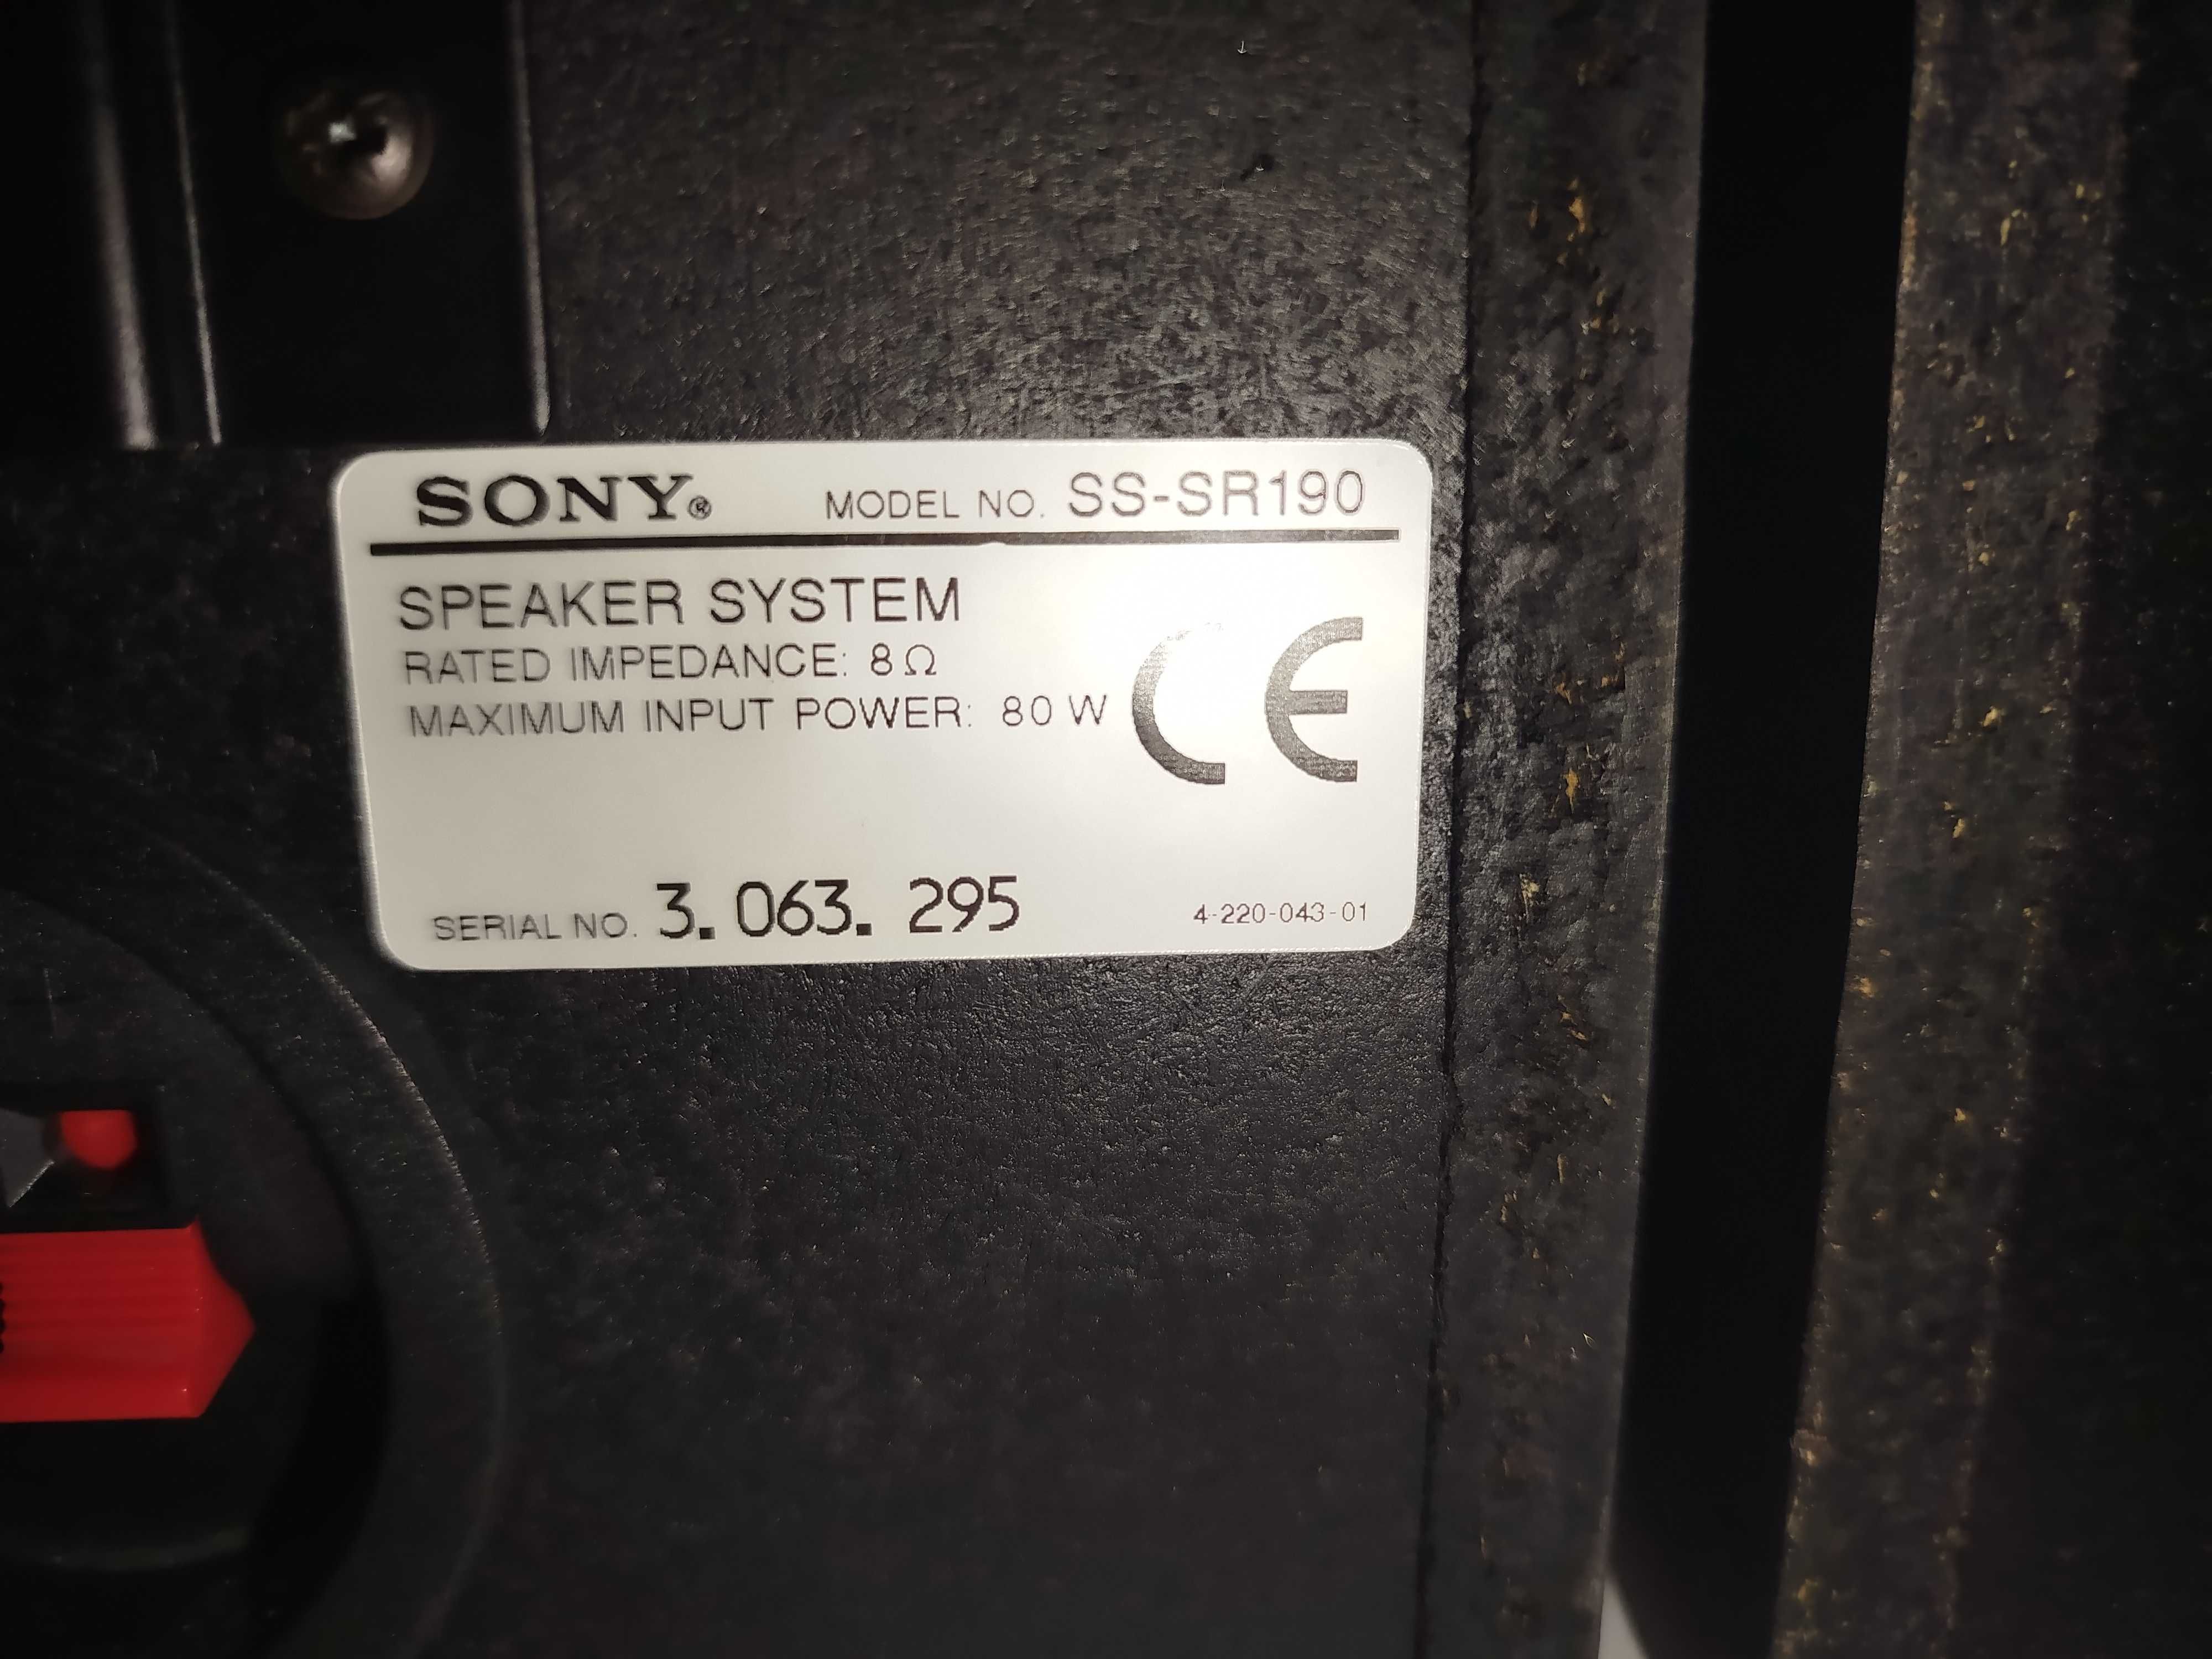 SONY® MODEL NO. SS-SR190
SPEAKER SYSTEM
RATED IMPEDANCE: 8Ω
MAXIMUM INPUT POWER: 80 W
CE
SERIAL NO. 3. 063. 295 4-220-043-01